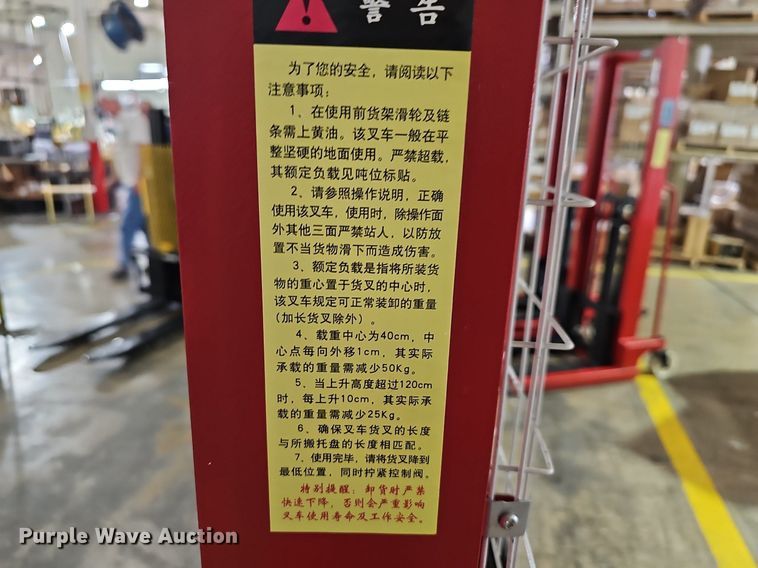 警告
为了您的安全，请阅读以下
注意事项：
1、在使用前货架滑轮及链
条需上黄油。该叉车一般在平
整坚硬的地面使用。严禁超载，
其额定负载见吨位标贴。
2、请参照操作说明，正确
使用该叉车，使用时，除操作面
外其他三面严禁站人，以防放
置不当货物滑下而造成伤害。
3、额定负载是指将所装货
物的重心置于货叉的中心时，
该叉车规定可正常装卸的重量
（加长货叉除外）。
4、载重中心为40cm，中
心点每向外移1cm，其实际
承载的重量需减少50Kg。
5、当上升高度超过120cm
时，每上升10cm，其实际承
载的重量需减少25Kg。
6、确保叉车货叉的长度
与所搬托盘的长度相匹配。
7、使用完毕，请将货叉降到
最低位置，同时拧紧控制阀。
特别提醒：卸货时严禁
快速下降，否则会严重影响
叉车使用寿命及工作安全。
Purple Wave Auction